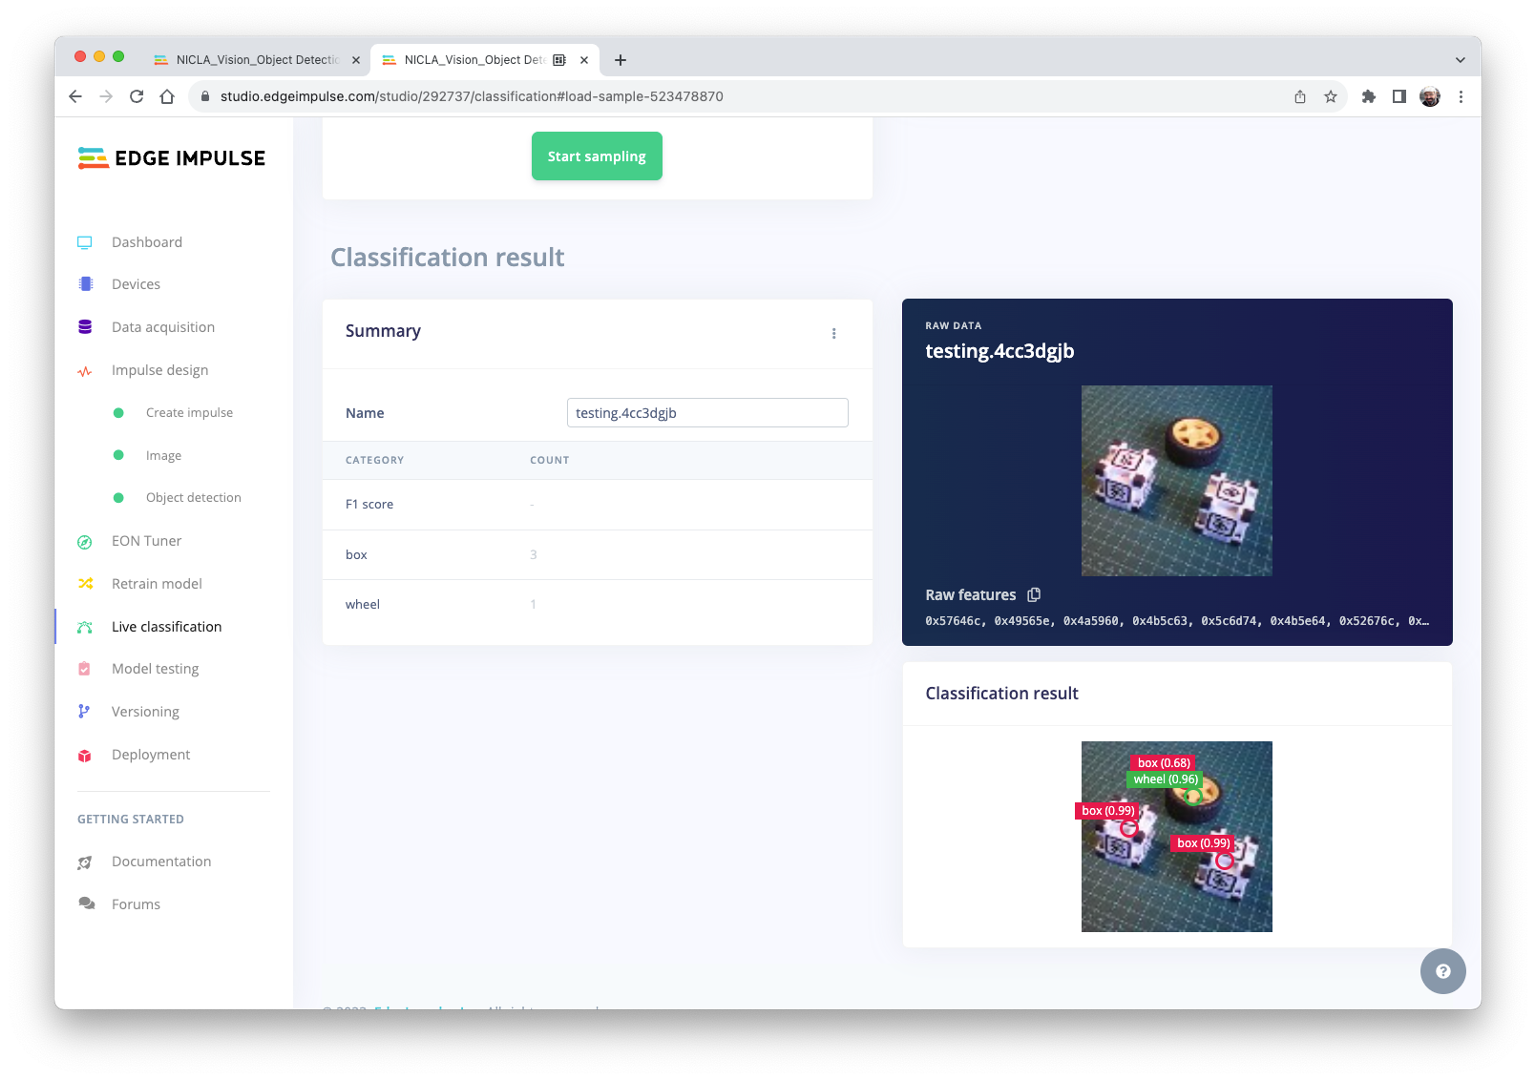 NICLA_Vision_Object Detectio
NICLA_Vision_Object Dete
studio.edgeimpulse.com/studio/292737/classification#load-sample-523478870
EDGE IMPULSE
Dashboard
Devices
Data acquisition
Impulse design
Create impulse
Image
Object detection
EON Tuner
Retrain model
Live classification
Model testing
Versioning
Deployment
GETTING STARTED
Documentation
Forums
Start sampling
Classification result
Summary
Name
testing.4cc3dgjb
CATEGORY COUNT
F1 score -
box 3
wheel 1
RAW DATA
testing.4cc3dgjb
Raw features
0x57646c, 0x49565e, 0x4a5960, 0x4b5c63, 0x5c6d74, 0x4b5e64, 0x52676c, 0x…
Classification result
box (0.68)
wheel (0.96)
box (0.99)
box (0.99)
?